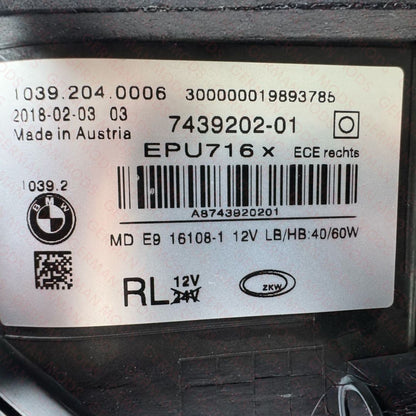 1039.204.0006 300000019893785
2018-02-03 03
Made in Austria 7439202-01
EPU716 x ECE rechts
1039.2
BMW
A8743920201
MD E9 16108-1 12V LB/HB:40/60W
RL 12V
24V
ZKW